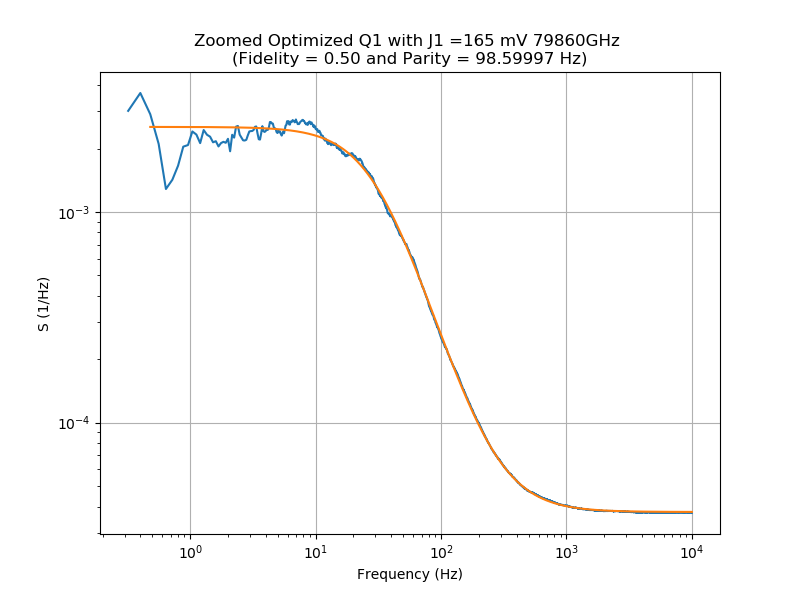 Zoomed Optimized Q1 with J1 =165 mV 79860GHz
(Fidelity = 0.50 and Parity = 98.59997 Hz)
S (1/Hz)
10⁻³
10⁻⁴
10⁰ 10¹ 10² 10³ 10⁴
Frequency (Hz)